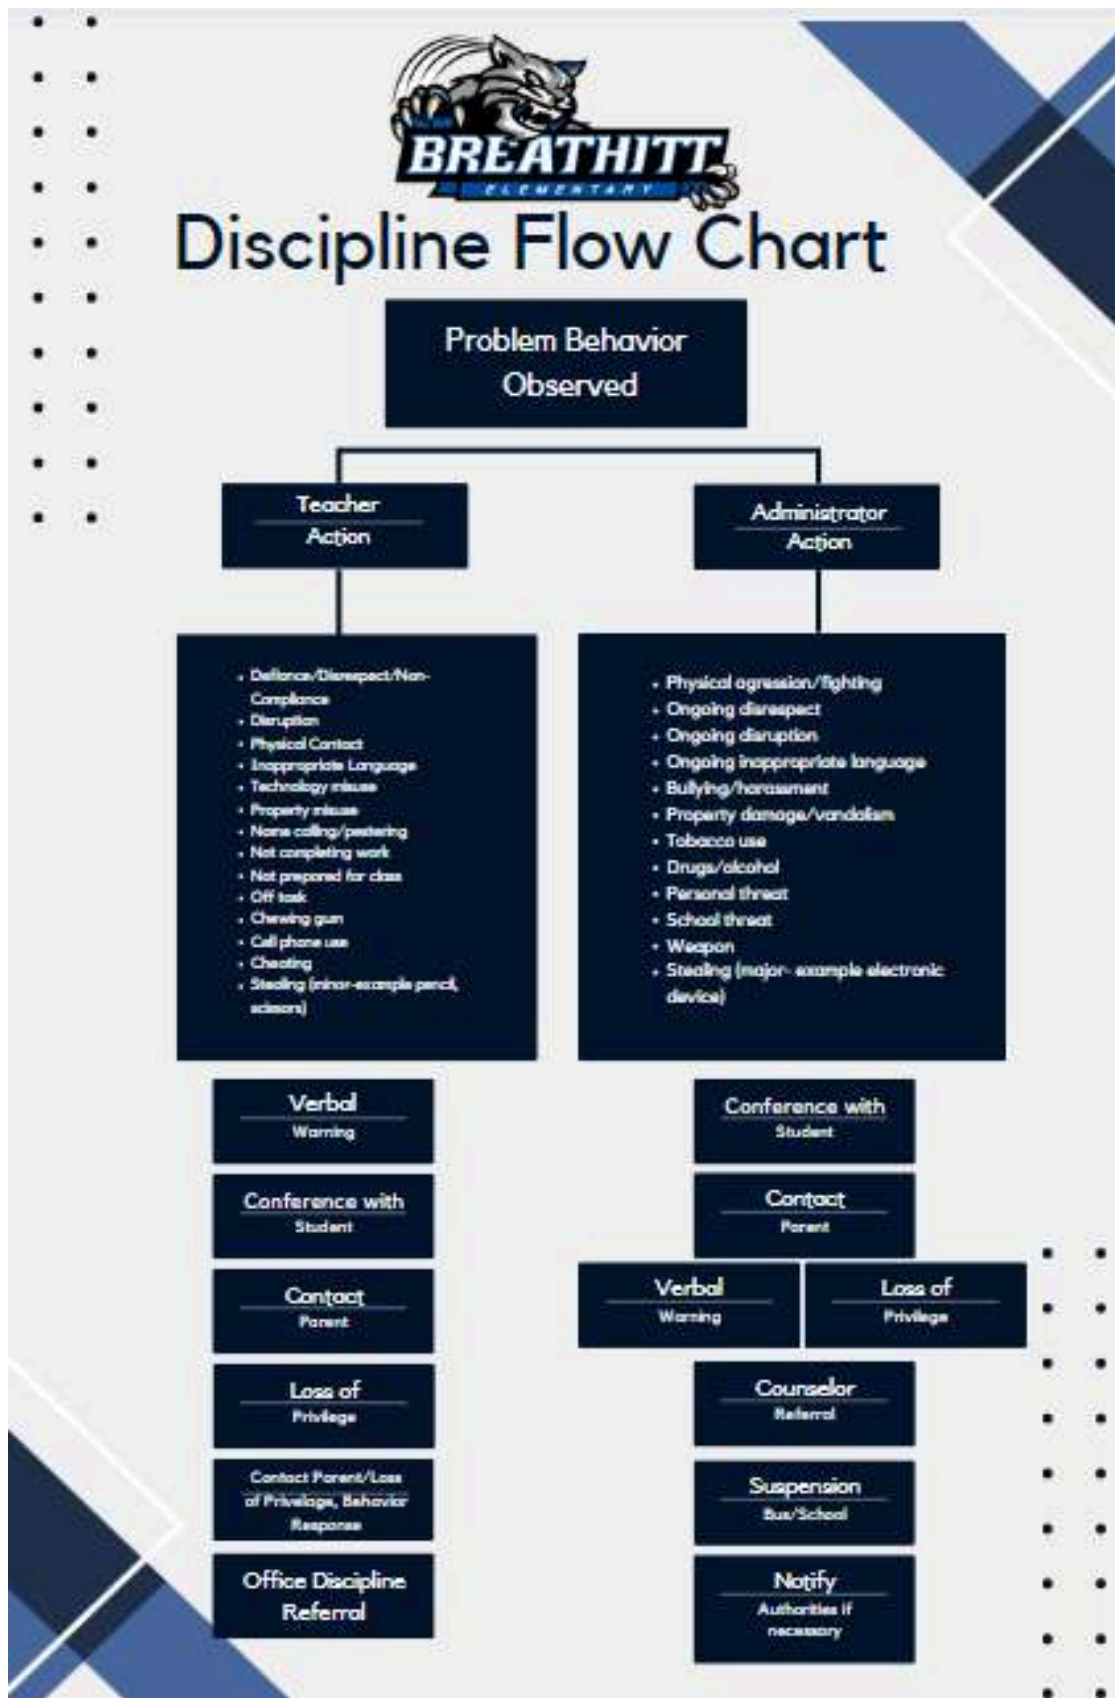 BREATHITT
ELEMENTARY
Discipline Flow Chart
Problem Behavior
Observed
Teacher
Action
• Defiance/Disrespect/Non-
Compliance
• Disruption
• Physical Contact
• Inappropriate Language
• Technology misuse
• Property misuse
• Name calling/pestering
• Not completing work
• Not prepared for class
• Off task
• Chewing gum
• Cell phone use
• Cheating
• Stealing (minor-example pencil,
scissors)
Verbal
Warning
Conference with
Student
Contact
Parent
Loss of
Privilege
Contact Parent/Loss
of Privelage, Behavior
Response
Office Discipline
Referral
Administrator
Action
• Physical agression/fighting
• Ongoing disrespect
• Ongoing disruption
• Ongoing inappropriate language
• Bullying/harassment
• Property damage/vandalism
• Tobacco use
• Drugs/alcohol
• Personal threat
• School threat
• Weapon
• Stealing (major- example electronic
device)
Conference with
Student
Contact
Parent
Verbal
Warning
Loss of
Privilege
Counselor
Referral
Suspension
Bus/School
Notify
Authorities if
necessary